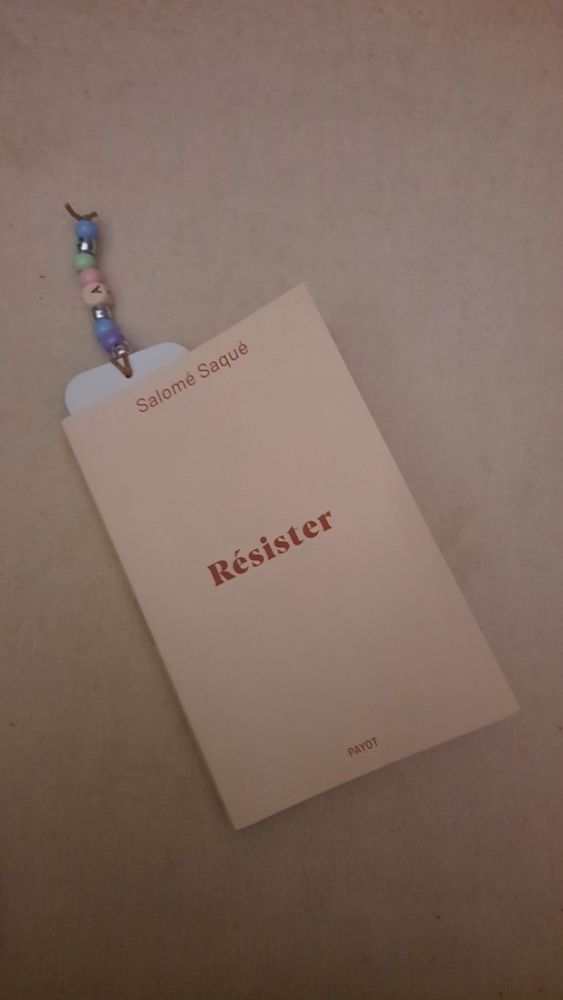 A
Salomé Saqué
Résister
PAYOT